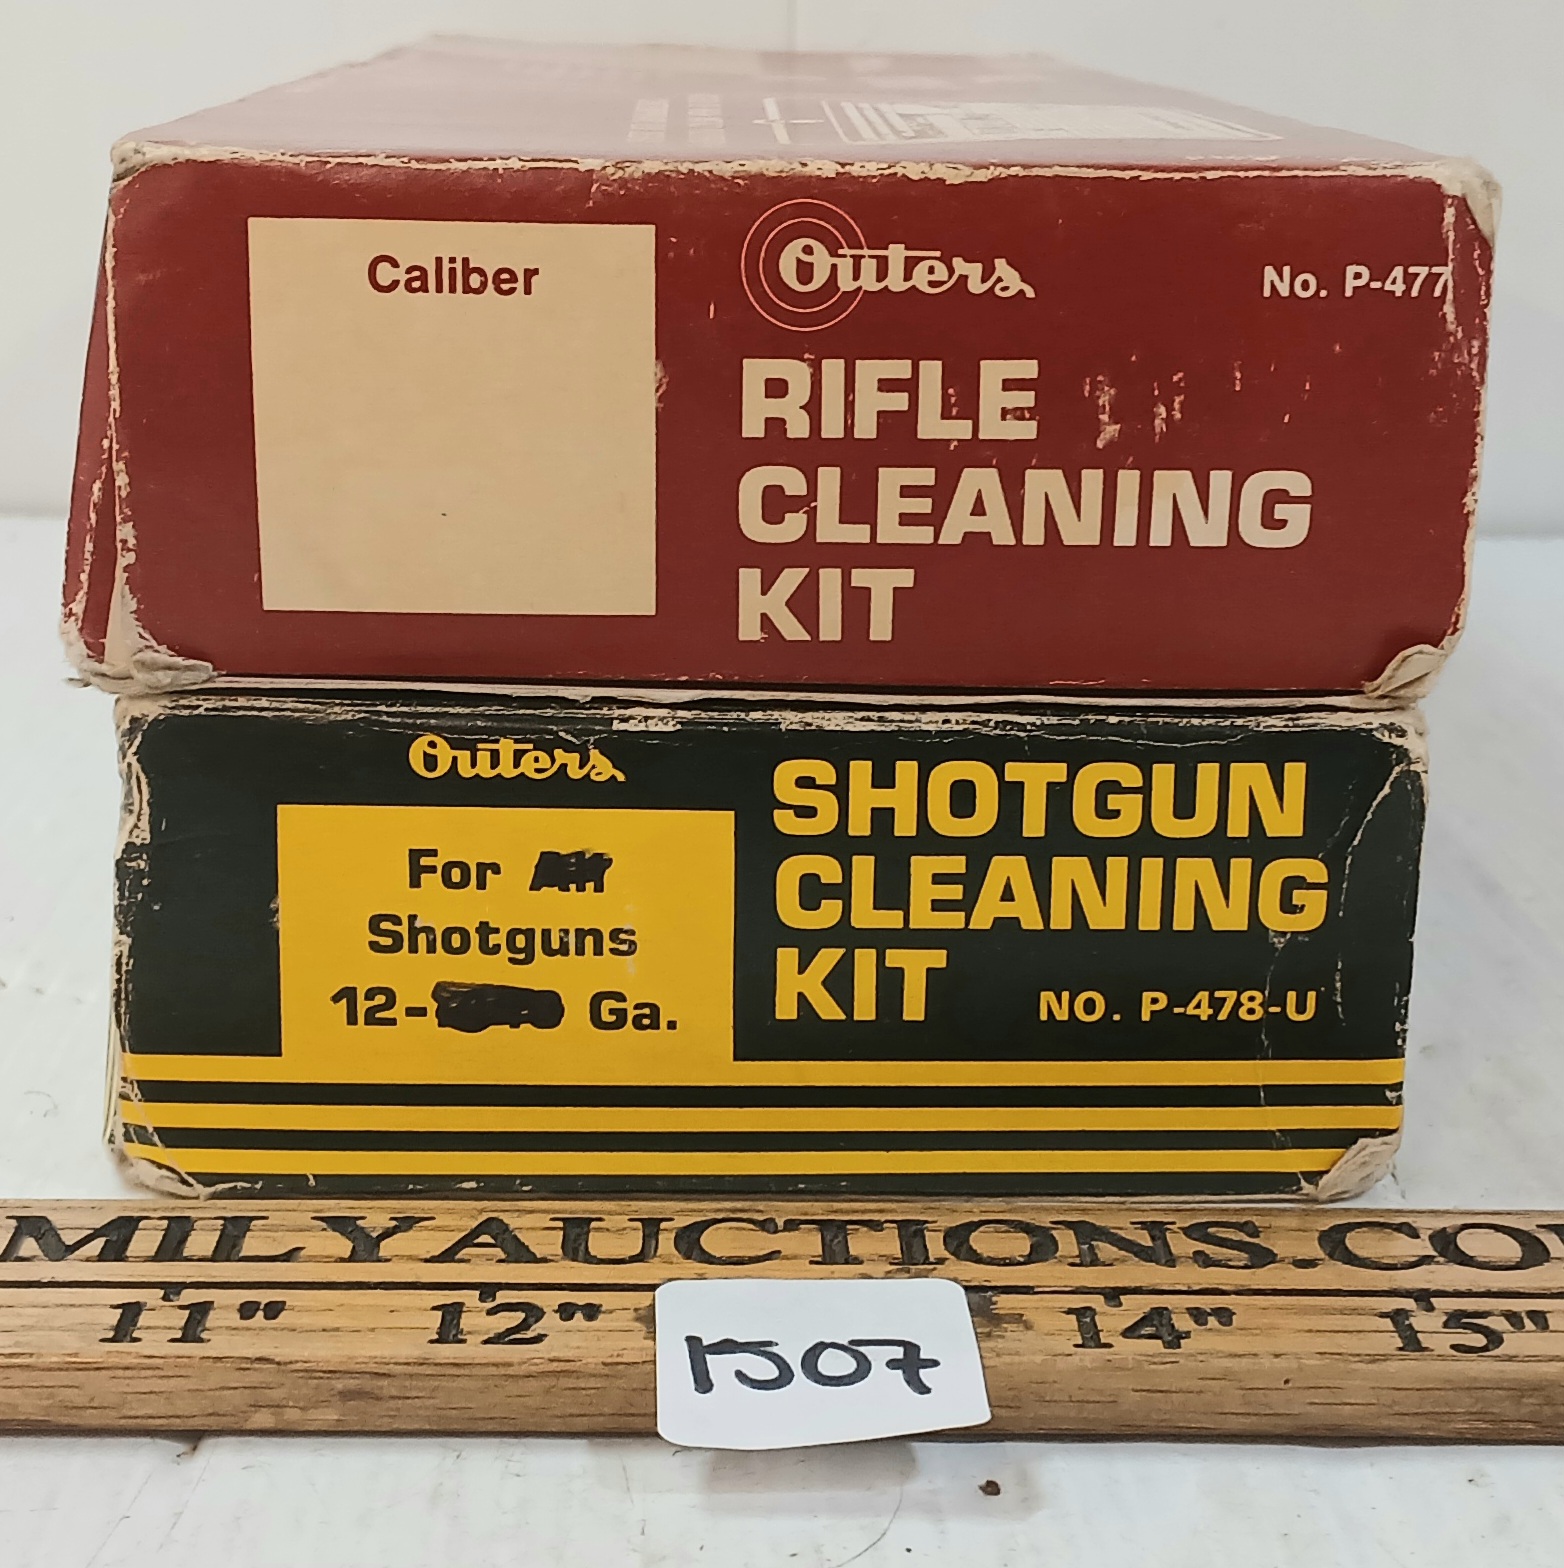 Caliber
Outers
No. P-477
RIFLE
CLEANING
KIT
Outers
For
Shotguns
12- Ga.
SHOTGUN
CLEANING
KIT
NO. P-478-U
MILYAUCTIONS.CO
11" 12" 14" 15"
1507